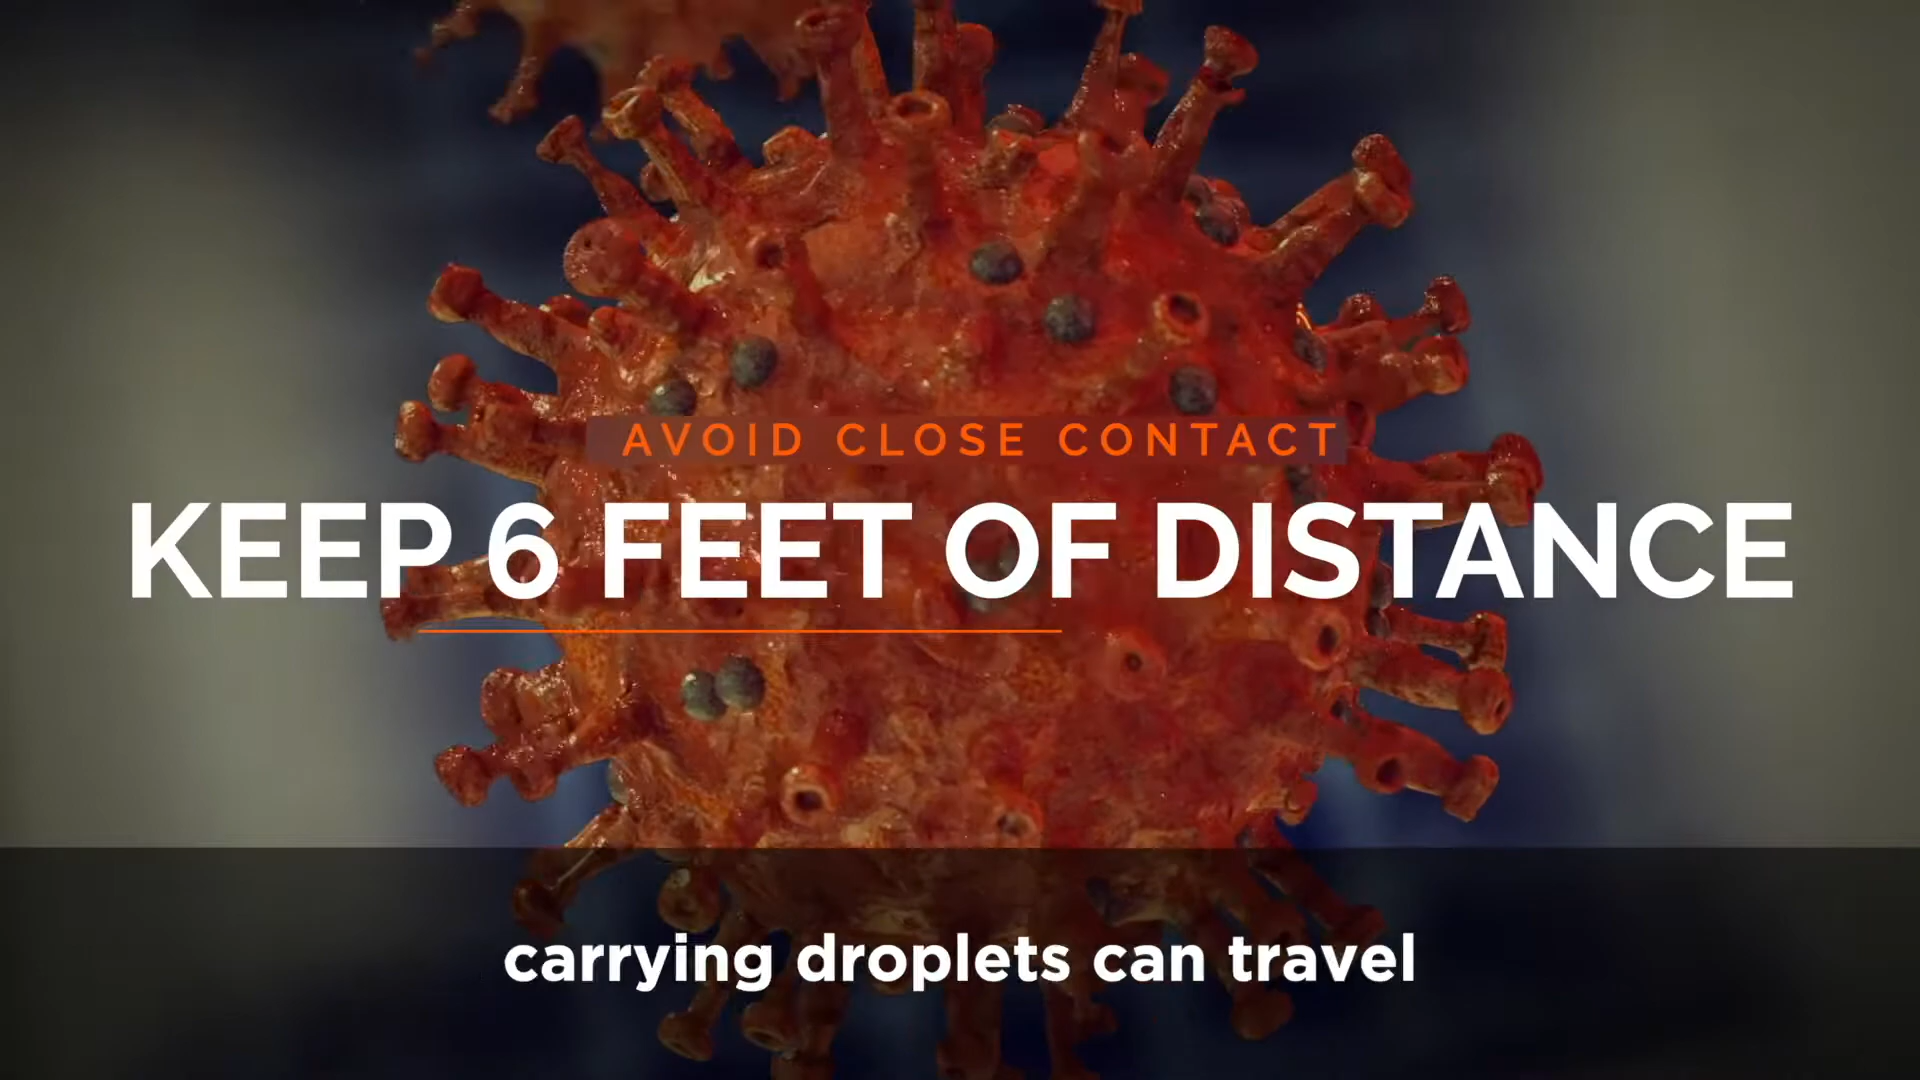 AVOID CLOSE CONTACT
KEEP 6 FEET OF DISTANCE
carrying droplets can travel